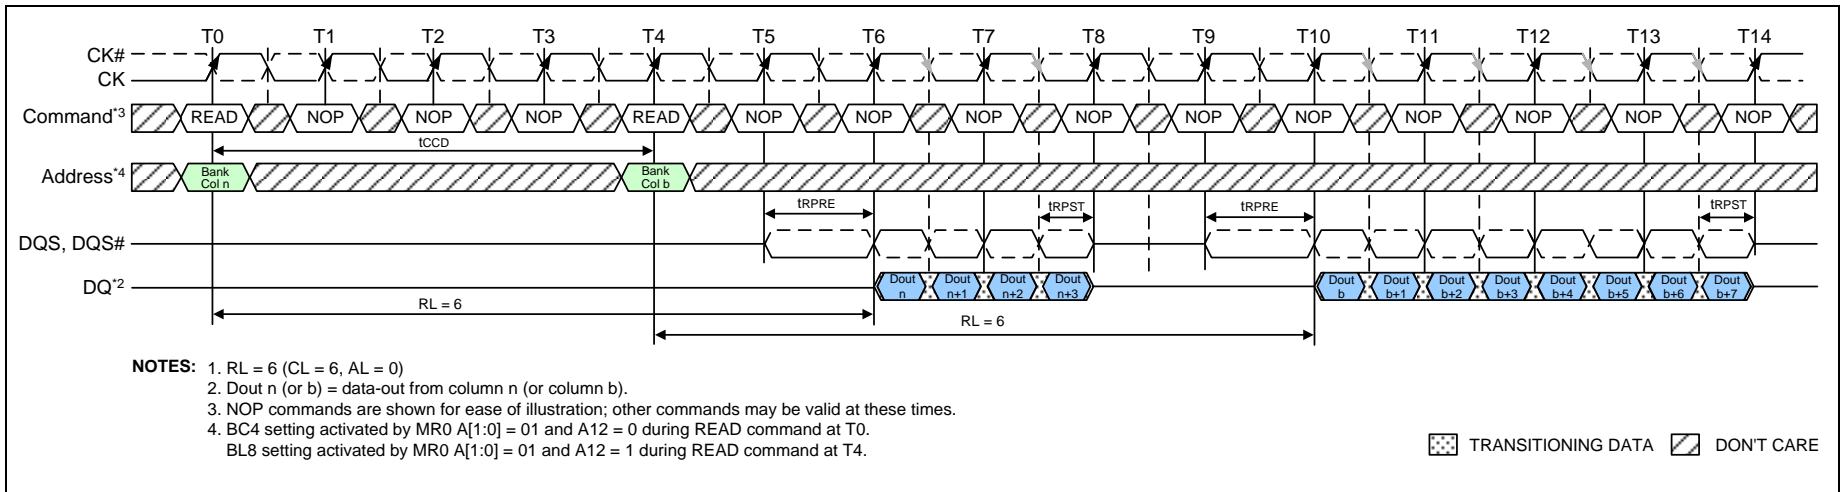 T0 T1 T2 T3 T4 T5 T6 T7 T8 T9 T10 T11 T12 T13 T14
CK#
CK
Command*3 READ NOP NOP NOP READ NOP NOP NOP NOP NOP NOP NOP NOP NOP NOP
tCCD
Address*4 Bank Col n Bank Col b
tRPRE tRPST tRPRE tRPST
DQS, DQS#
DQ*2 Dout n Dout n+1 Dout n+2 Dout n+3 Dout b Dout b+1 Dout b+2 Dout b+3 Dout b+4 Dout b+5 Dout b+6 Dout b+7
RL = 6
RL = 6
NOTES: 1. RL = 6 (CL = 6, AL = 0)
2. Dout n (or b) = data-out from column n (or column b).
3. NOP commands are shown for ease of illustration; other commands may be valid at these times.
4. BC4 setting activated by MR0 A[1:0] = 01 and A12 = 0 during READ command at T0.
BL8 setting activated by MR0 A[1:0] = 01 and A12 = 1 during READ command at T4.
TRANSITIONING DATA DON'T CARE